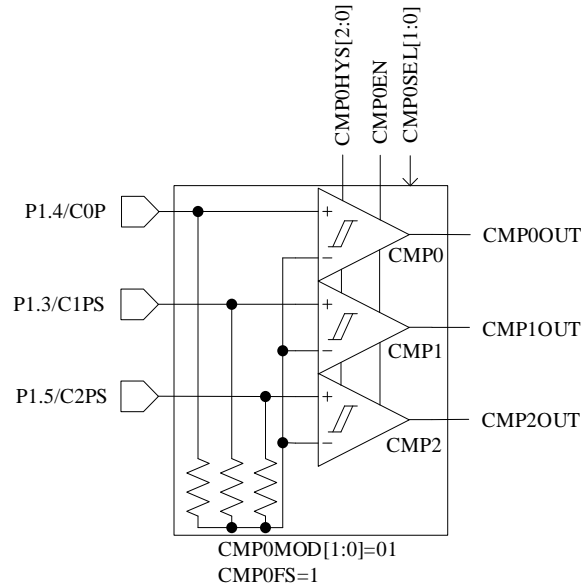 CMP0HYS[2:0]
CMP0EN
CMP0SEL[1:0]
P1.4/C0P
+
−
CMP0
CMP0OUT
P1.3/C1PS
+
−
CMP1
CMP1OUT
P1.5/C2PS
+
−
CMP2
CMP2OUT
CMP0MOD[1:0]=01
CMP0FS=1